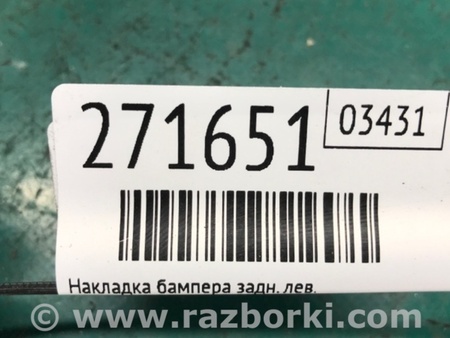 271651
03431
Накладка бампера задн. лев.
© www.razborki.com